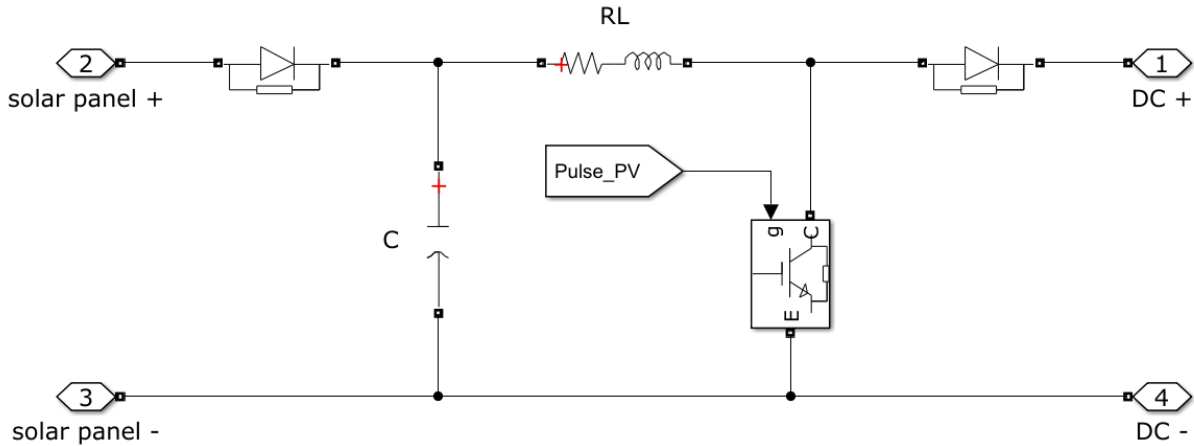 RL
2
1
solar panel +
DC +
Pulse_PV
g
C
C
E
3
4
solar panel -
DC -